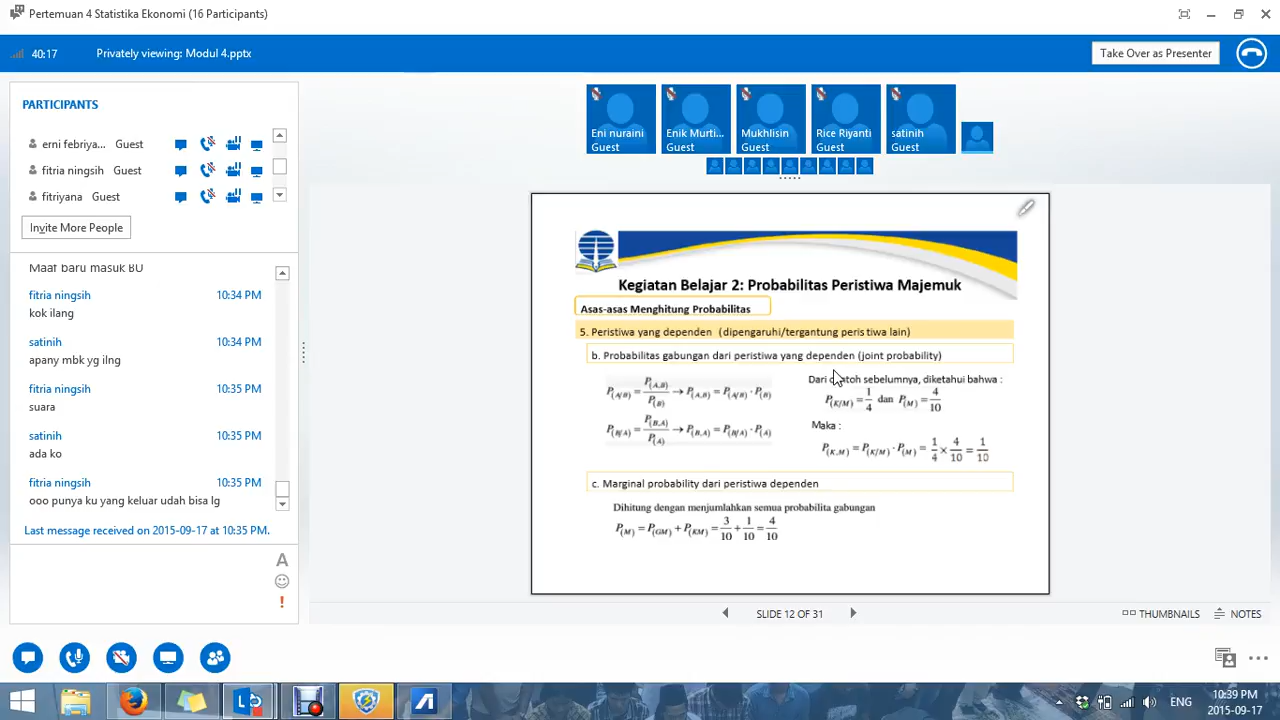 Pertemuan 4 Statistika Ekonomi (16 Participants)
40:17
Privately viewing: Modul 4.pptx
Take Over as Presenter
PARTICIPANTS
erni febriya... Guest
fitria ningsih Guest
fitriyana Guest
Invite More People
Maaf baru masuk BU
fitria ningsih 10:34 PM
kok ilang
satinih 10:34 PM
apany mbk yg ilng
fitria ningsih 10:35 PM
suara
satinih 10:35 PM
ada ko
fitria ningsih 10:35 PM
ooo punya ku yang keluar udah bisa lg
Last message received on 2015-09-17 at 10:35 PM.
A
Eni nuraini
Guest
Enik Murti...
Guest
Mukhlisin
Guest
Rice Riyanti
Guest
satinih
Guest
Kegiatan Belajar 2: Probabilitas Peristiwa Majemuk
Asas-asas Menghitung Probabilitas
5. Peristiwa yang dependen (dipengaruhi/tergantung peris tiwa lain)
b. Probabilitas gabungan dari peristiwa yang dependen (joint probability)
P(A/B) = P(A,B) / P(B) → P(A,B) = P(A/B) · P(B)
P(B/A) = P(B,A) / P(A) → P(B,A) = P(B/A) · P(A)
Dari contoh sebelumnya, diketahui bahwa :
P(K/M) = 1/4 dan P(M) = 4/10
Maka :
P(K,M) = P(K/M) · P(M) = 1/4 × 4/10 = 1/10
c. Marginal probability dari peristiwa dependen
Dihitung dengan menjumlahkan semua probabilita gabungan
P(M) = P(GM) + P(KM) = 3/10 + 1/10 = 4/10
SLIDE 12 OF 31
THUMBNAILS
NOTES
ENG
10:39 PM
2015-09-17